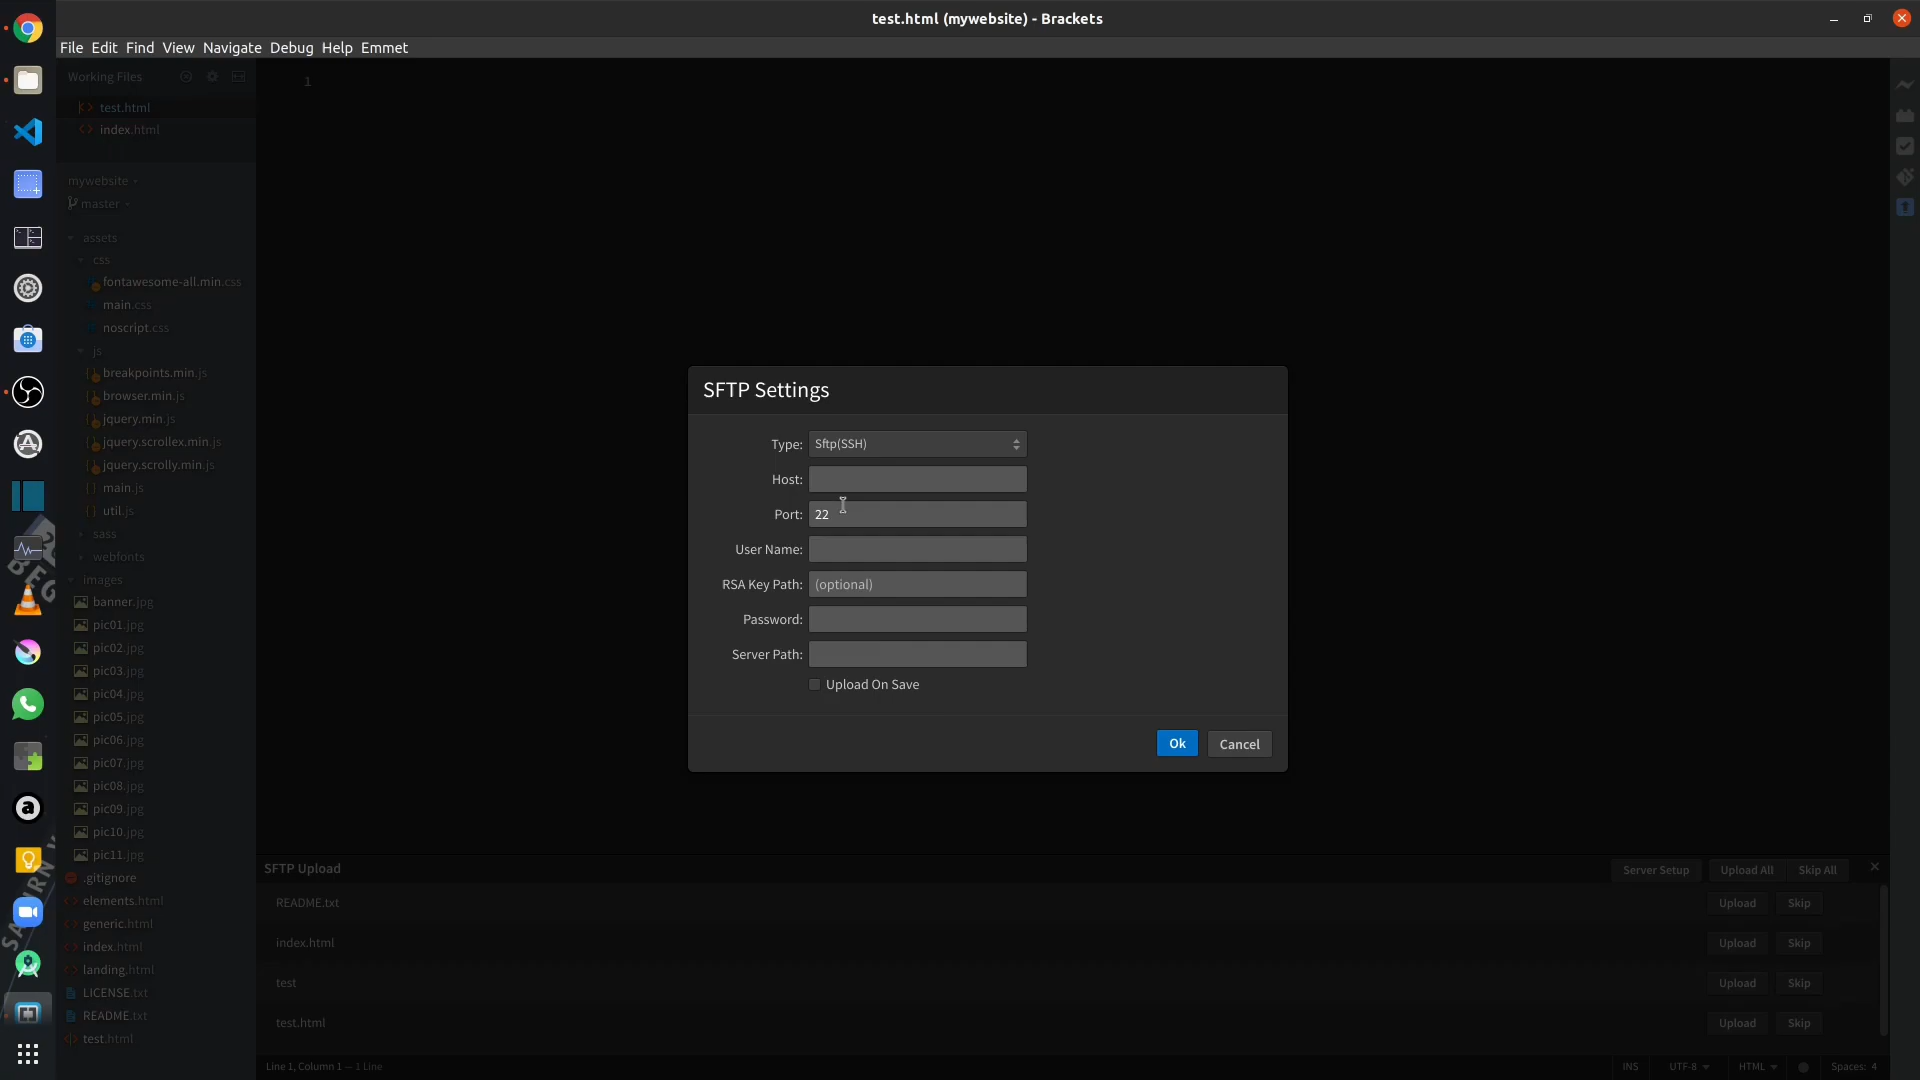 test.html (mywebsite) - Brackets
File Edit Find View Navigate Debug Help Emmet
Working Files
test.html
index.html
mywebsite
master
assets
css
fontawesome-all.min.css
main.css
noscript.css
js
breakpoints.min.js
browser.min.js
jquery.min.js
jquery.scrollex.min.js
jquery.scrolly.min.js
main.js
util.js
sass
webfonts
images
banner.jpg
pic01.jpg
pic02.jpg
pic03.jpg
pic04.jpg
pic05.jpg
pic06.jpg
pic07.jpg
pic08.jpg
pic09.jpg
pic10.jpg
pic11.jpg
.gitignore
elements.html
generic.html
index.html
landing.html
LICENSE.txt
README.txt
test.html
1
SFTP Settings
Type: Sftp(SSH)
Host:
Port: 22
User Name:
RSA Key Path: (optional)
Password:
Server Path:
Upload On Save
Ok Cancel
SFTP Upload Server Setup Upload All Skip All
README.txt Upload Skip
index.html Upload Skip
test Upload Skip
test.html Upload Skip
Line 1, Column 1 — 1 Line INS UTF-8 HTML Spaces: 4